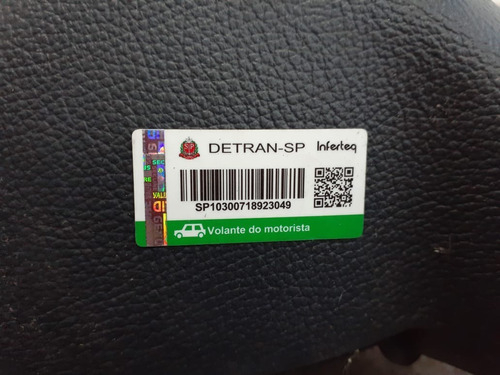 DETRAN-SP
Inferteq
SP10300718923049
Volante do motorista